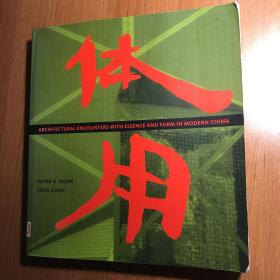 体
ARCHITECTURAL ENCOUNTERS WITH ESSENCE AND FORM IN MODERN CHINA
PETER G. ROWE
SENG KUAN
用